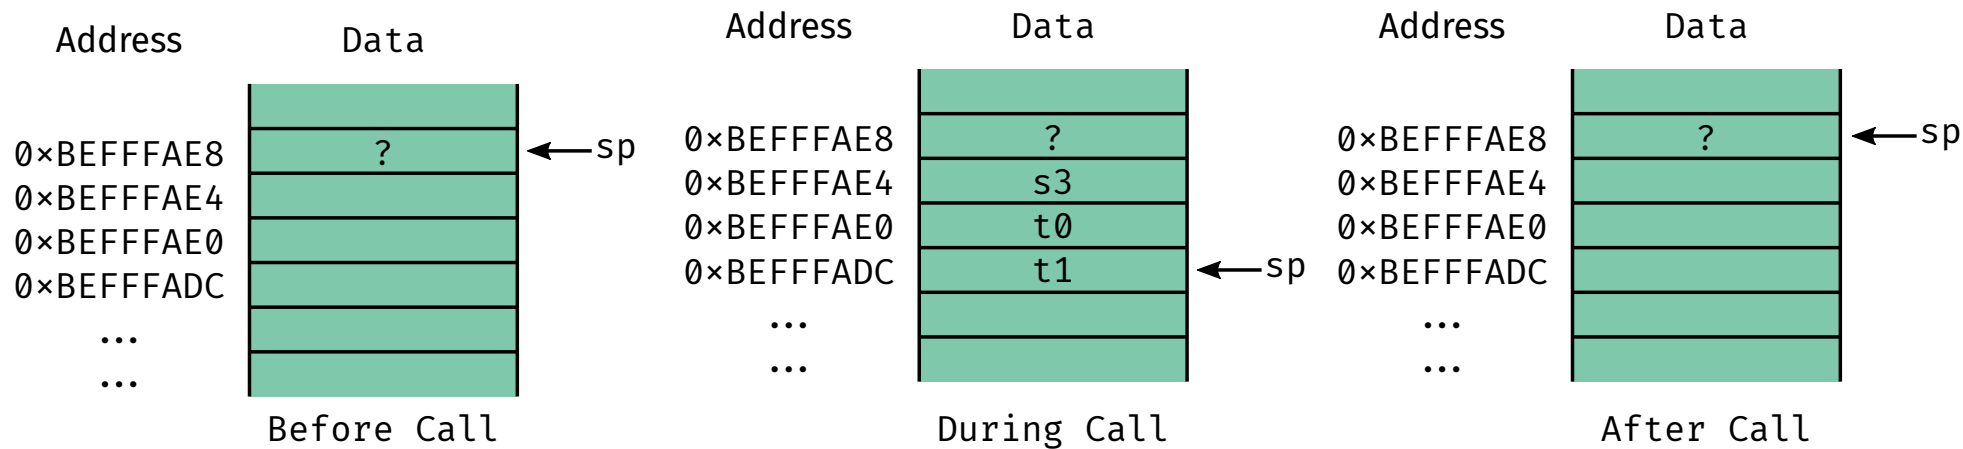 Address Data
0×BEFFFAE8 ? sp
0×BEFFFAE4
0×BEFFFAE0
0×BEFFFADC
...
...
Before Call
Address Data
0×BEFFFAE8 ?
0×BEFFFAE4 s3
0×BEFFFAE0 t0
0×BEFFFADC t1 sp
...
...
During Call
Address Data
0×BEFFFAE8 ? sp
0×BEFFFAE4
0×BEFFFAE0
0×BEFFFADC
...
...
After Call